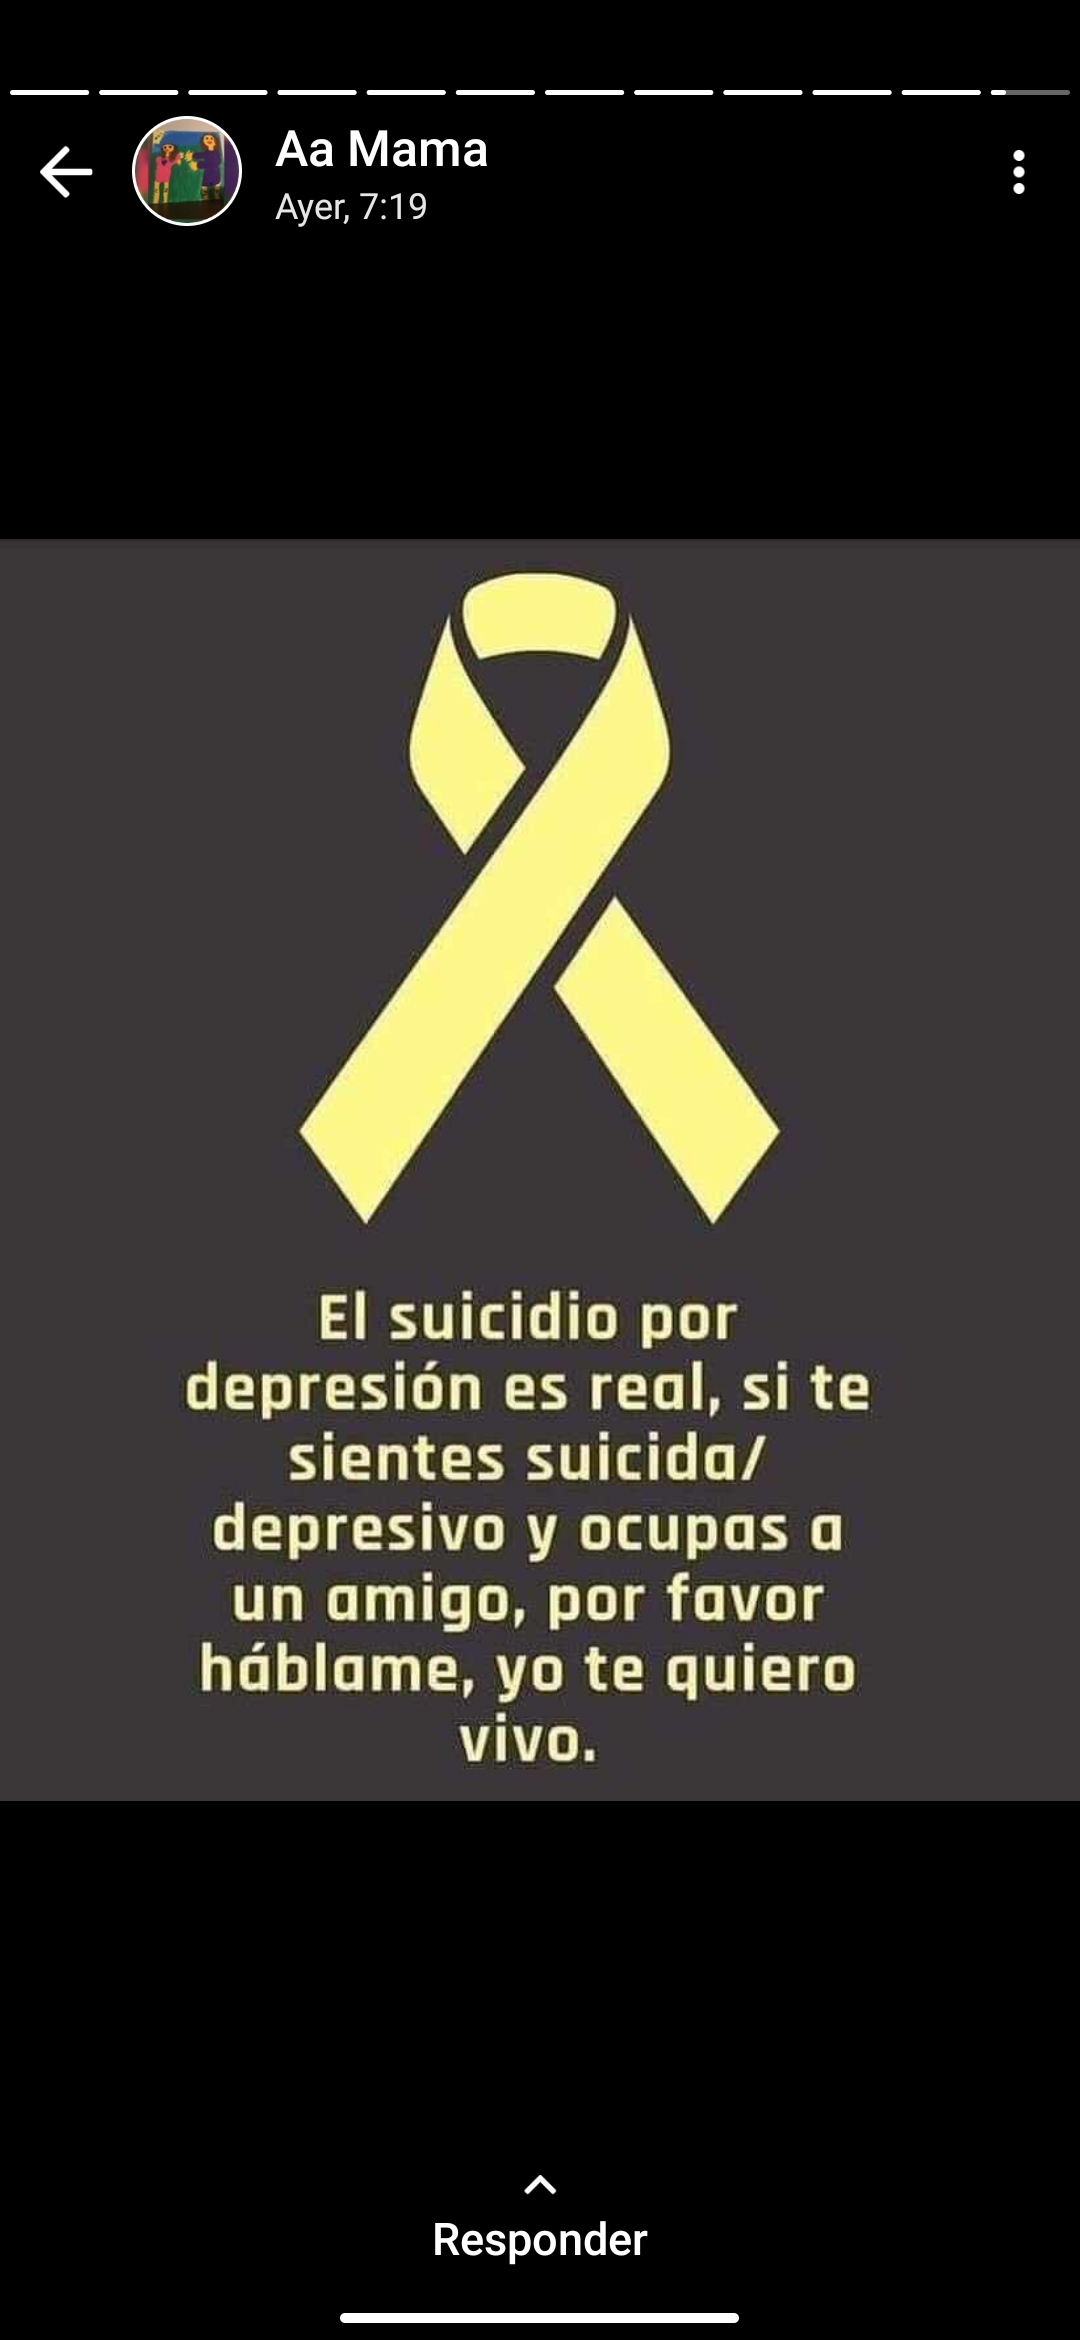 Aa Mama
Ayer, 7:19
El suicidio por
depresión es real, si te
sientes suicida/
depresivo y ocupas a
un amigo, por favor
háblame, yo te quiero
vivo.
Responder